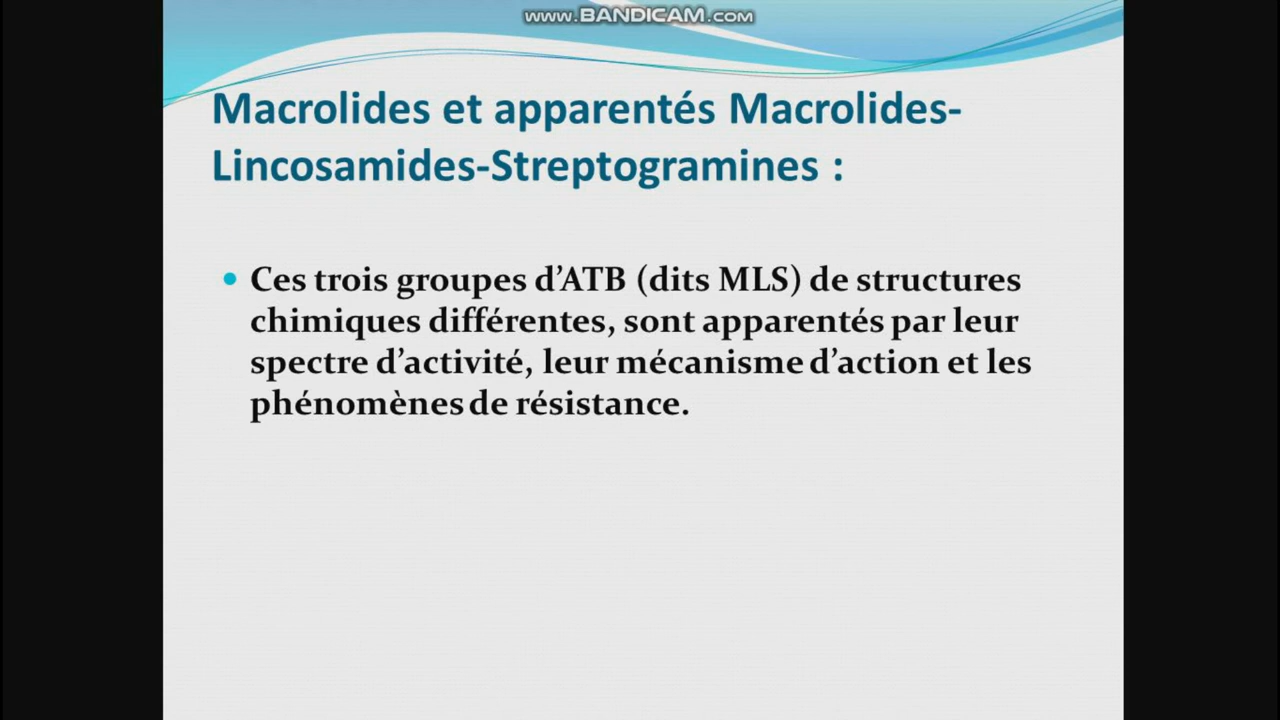 www.BANDICAM.com
Macrolides et apparentés Macrolides-
Lincosamides-Streptogramines :
• Ces trois groupes d’ATB (dits MLS) de structures
chimiques différentes, sont apparentés par leur
spectre d’activité, leur mécanisme d’action et les
phénomènes de résistance.